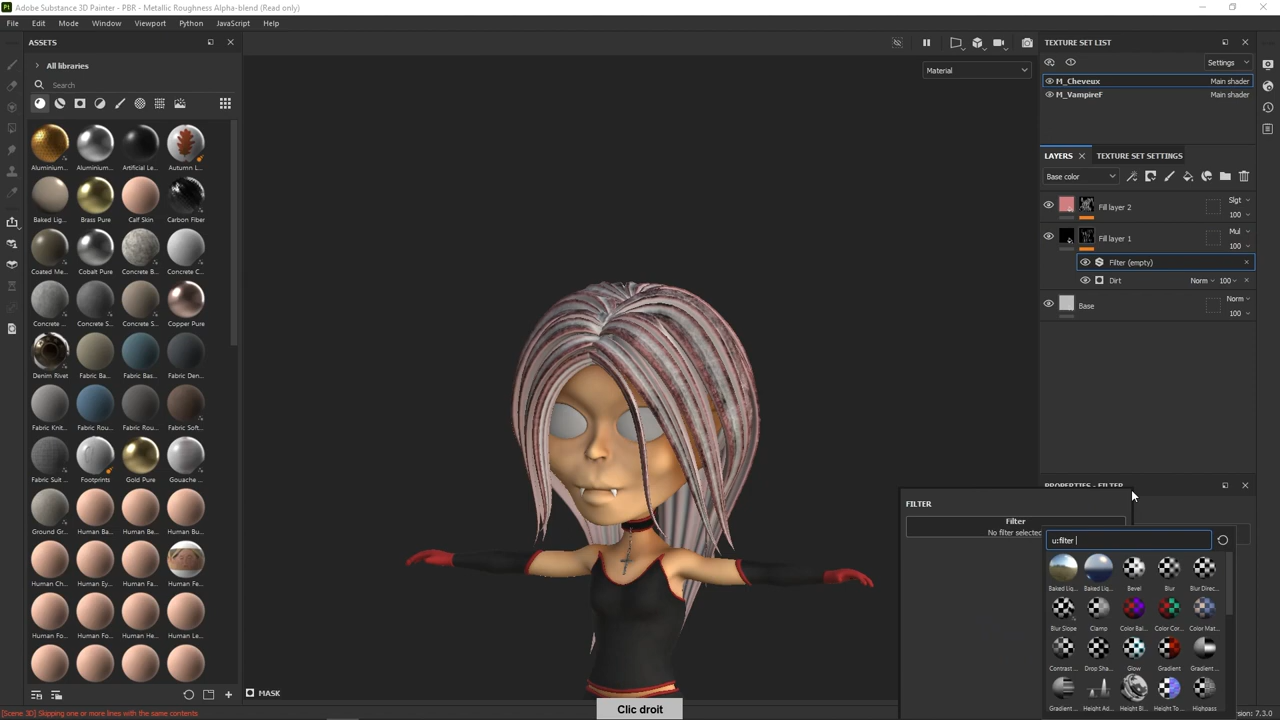 Adobe Substance 3D Painter - PBR - Metallic Roughness Alpha-blend (Read only)
File Edit Mode Window Viewport Python JavaScript Help
ASSETS
All libraries
Search
Aluminium... Aluminium... Artificial Le... Autumn L...
Baked Lig... Brass Pure Calf Skin Carbon Fiber
Coated Me... Cobalt Pure Concrete B... Concrete C...
Concrete ... Concrete S... Concrete S... Copper Pure
Denim Rivet Fabric Ba... Fabric Bas... Fabric Den...
Fabric Knit... Fabric Rou... Fabric Rou... Fabric Soft...
Fabric Suit ... Footprints Gold Pure Gouache ...
Ground Gr... Human Ba... Human Be... Human Bu...
Human Ch... Human Ey... Human Fa... Human Fe...
Human Fo... Human Fo... Human He... Human Le...
[Scene 3D] Skipping one or more lines with the same contents
Material
MASK
Clic droit
TEXTURE SET LIST
Settings
M_Cheveux Main shader
M_VampireF Main shader
LAYERS TEXTURE SET SETTINGS
Base color
Fill layer 2 Slgt
100
Fill layer 1 Mul
100
Filter (empty)
Dirt Norm 100
Base Norm
100
PROPERTIES - FILTER
FILTER
Filter
No filter selected
u:filter
Baked Lig... Baked Lig... Bevel Blur Blur Direc...
Blur Slope Clamp Color Bal... Color Cor... Color Mat...
Contrast ... Drop Sha... Glow Gradient Gradient ...
Gradient ... Height Ad... Height Bl... Height To ... Highpass
sion: 7.3.0